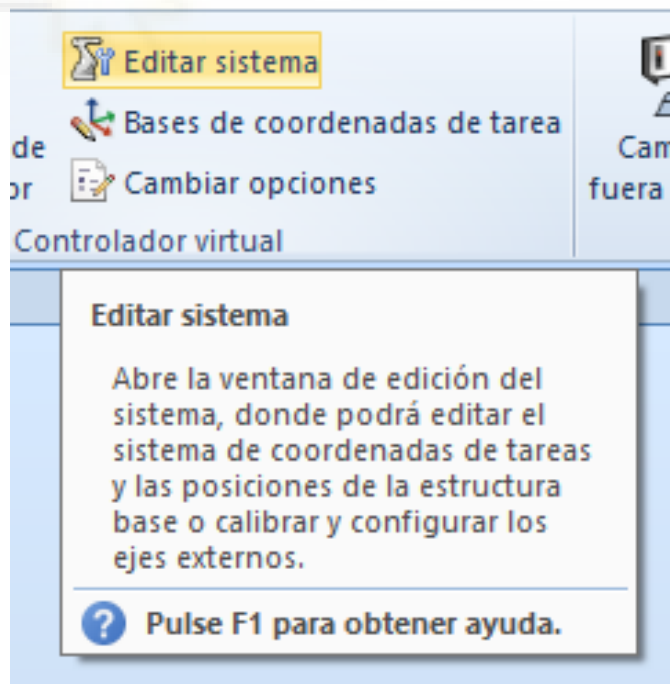 Editar sistema
Bases de coordenadas de tarea
de
Cambiar opciones
fuera
Controlador virtual
Editar sistema
Abre la ventana de edición del
sistema, donde podrá editar el
sistema de coordenadas de tareas
y las posiciones de la estructura
base o calibrar y configurar los
ejes externos.
Pulse F1 para obtener ayuda.